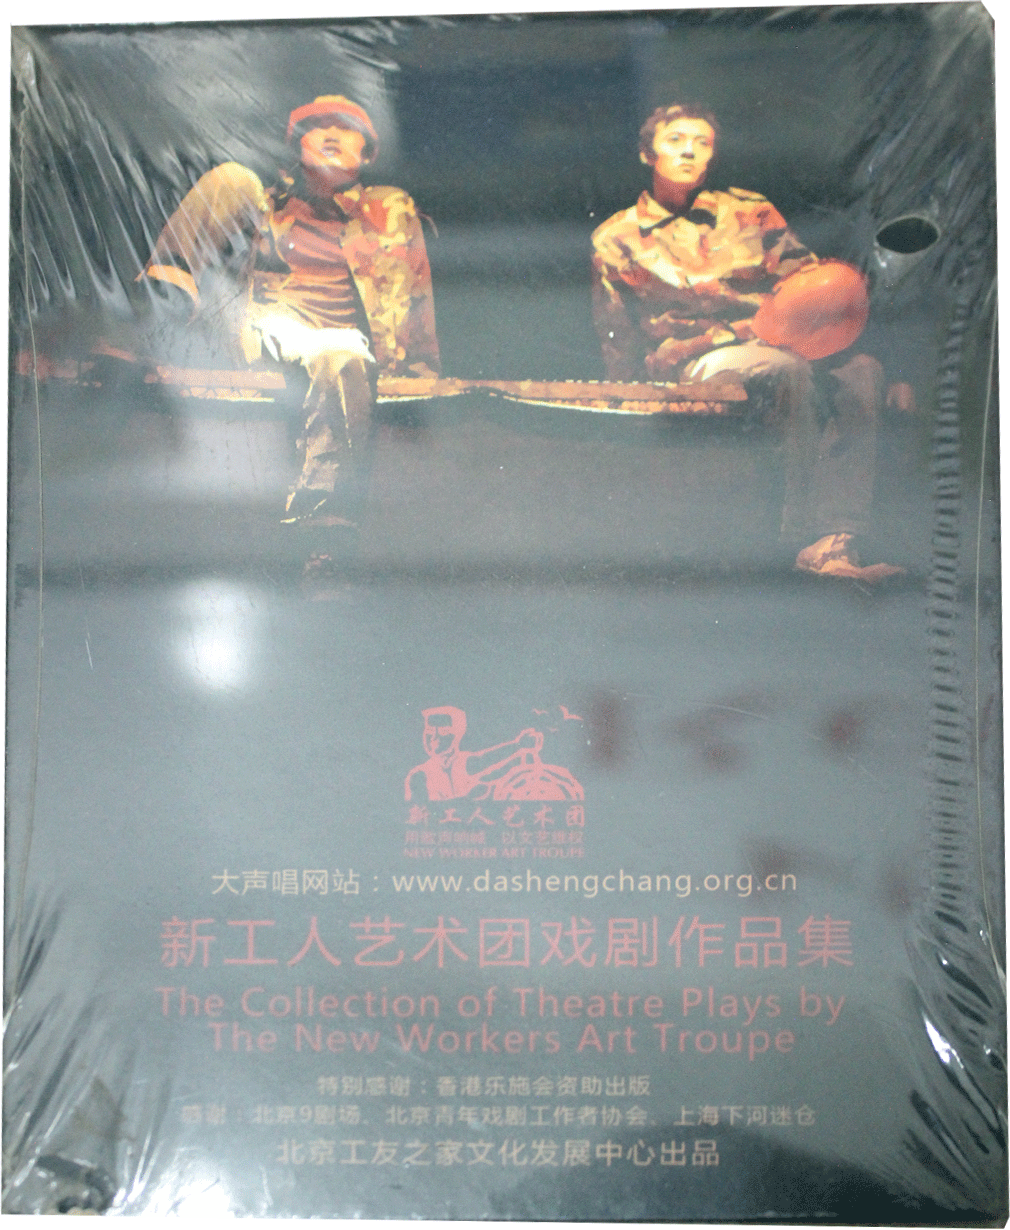 新工人艺术团
用歌声呐喊 以文艺维权
NEW WORKER ART TROUPE
大声唱网站：www.dashengchang.org.cn
新工人艺术团戏剧作品集
The Collection of Theatre Plays by
The New Workers Art Troupe
特别感谢：香港乐施会资助出版
感谢：北京9剧场、北京青年戏剧工作者协会、上海下河迷仓
北京工友之家文化发展中心出品